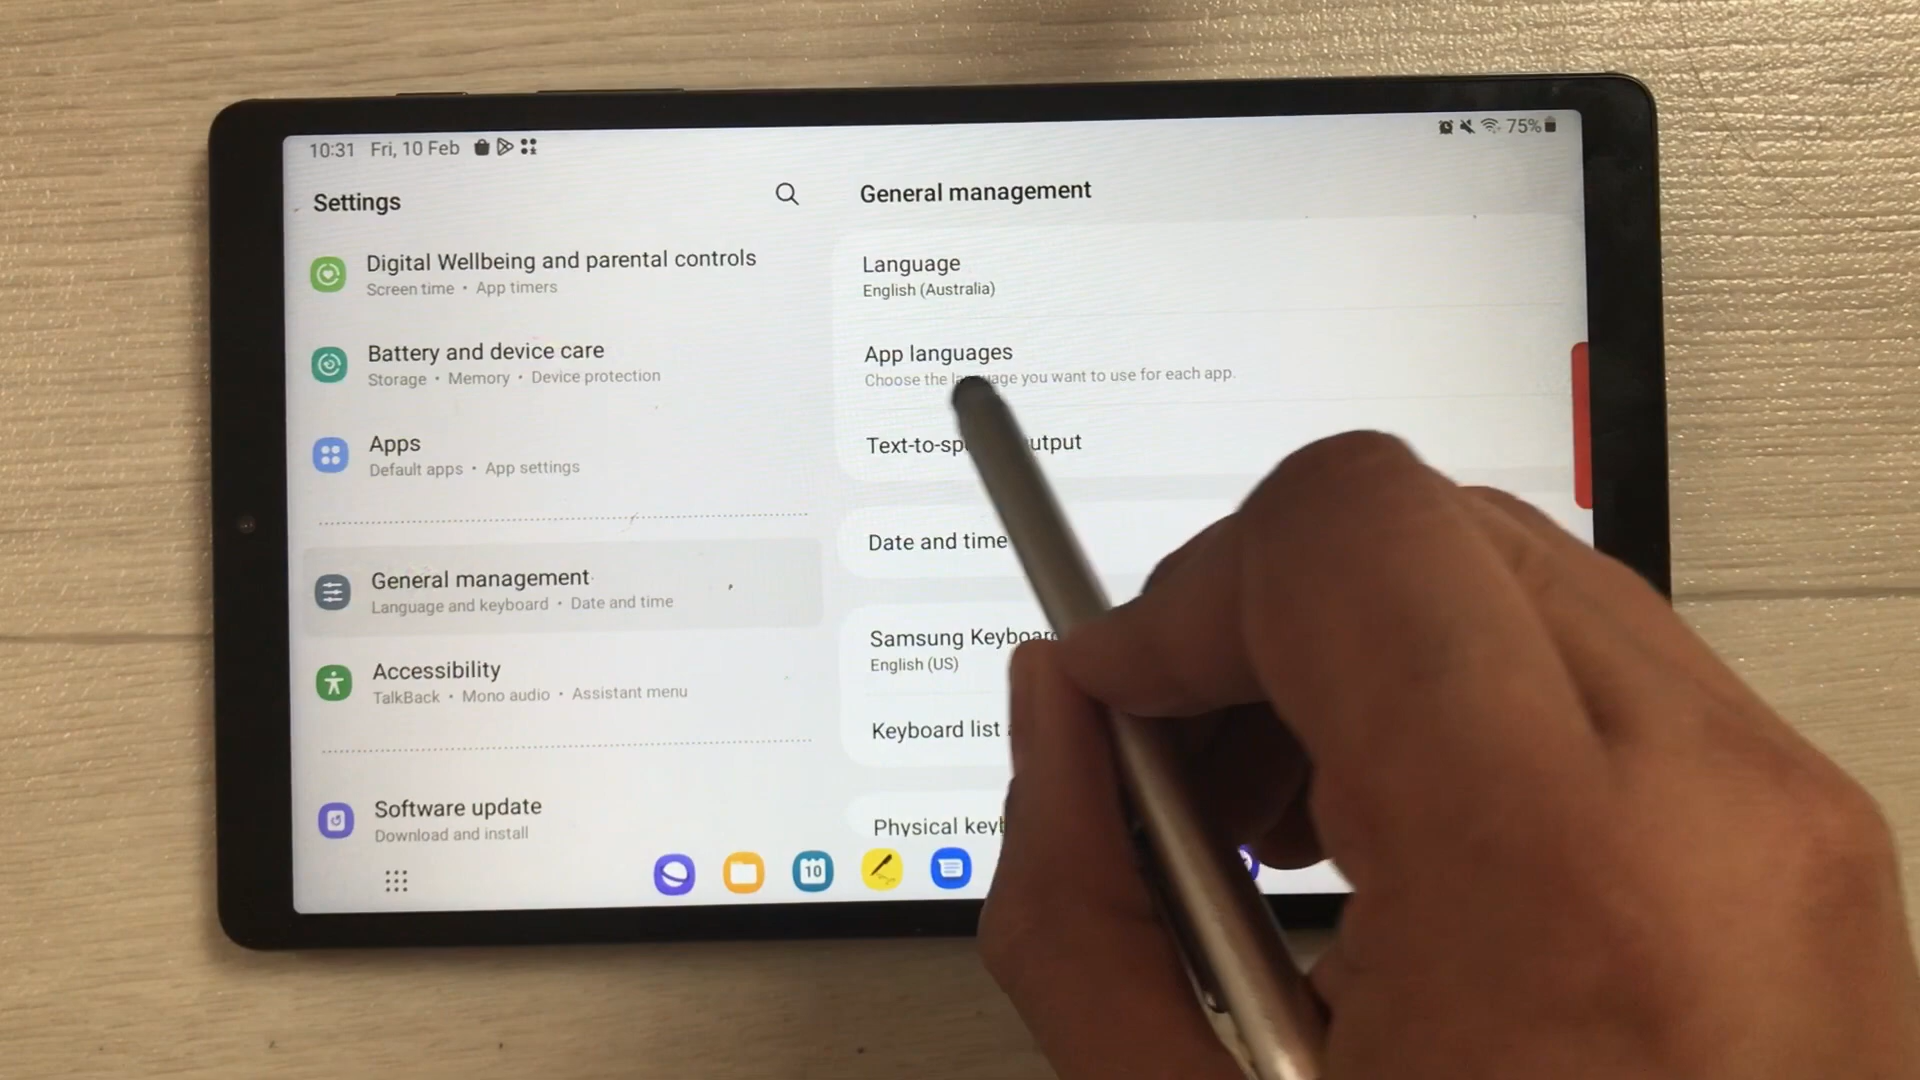 10:31 Fri, 10 Feb
75%
Settings
Digital Wellbeing and parental controls
Screen time • App timers
Battery and device care
Storage • Memory • Device protection
Apps
Default apps • App settings
General management
Language and keyboard • Date and time
Accessibility
TalkBack • Mono audio • Assistant menu
Software update
Download and install
General management
Language
English (Australia)
App languages
Choose the language you want to use for each app.
Text-to-sp utput
Date and time
Samsung Keyboard
English (US)
Keyboard list
Physical key
10